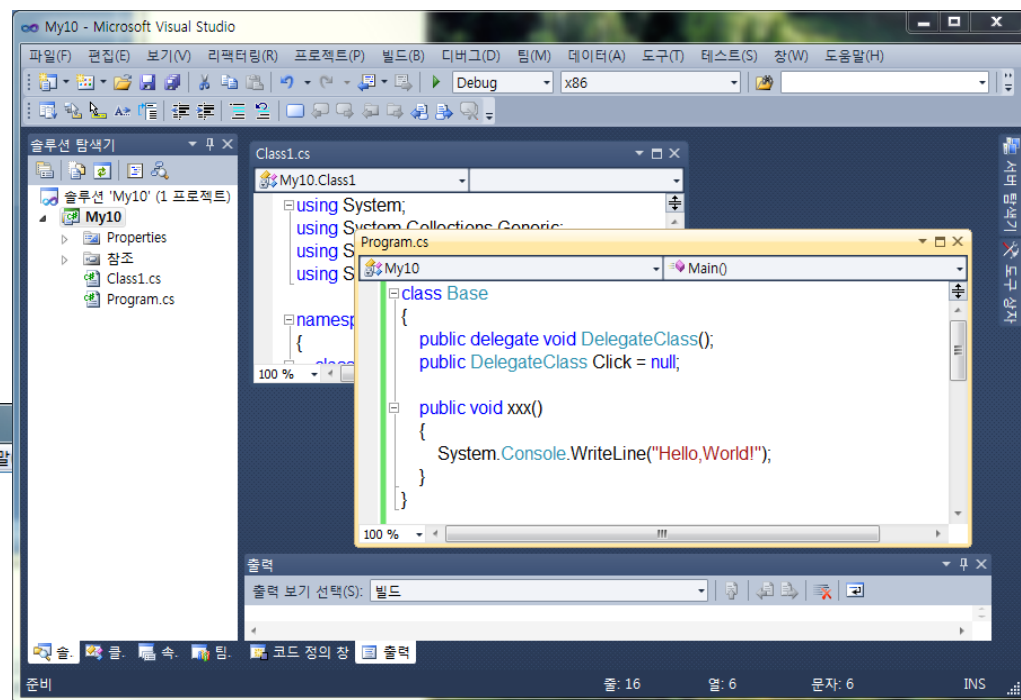 My10 - Microsoft Visual Studio
파일(F) 편집(E) 보기(V) 리팩터링(R) 프로젝트(P) 빌드(B) 디버그(D) 팀(M) 데이터(A) 도구(T) 테스트(S) 창(W) 도움말(H)
Debug x86
솔루션 탐색기
솔루션 'My10' (1 프로젝트)
My10
Properties
참조
Class1.cs
Program.cs
Class1.cs
My10.Class1
using System;
using System.Collections.Generic;
using S
using S
namesp
{
class
100 %
Program.cs
My10 Main()
class Base
{
public delegate void DelegateClass();
public DelegateClass Click = null;
public void xxx()
{
System.Console.WriteLine("Hello,World!");
}
}
100 %
서버 탐색기
도구 상자
출력
출력 보기 선택(S): 빌드
솔. 클. 속. 팀. 코드 정의 창 출력
준비 줄: 16 열: 6 문자: 6 INS
말